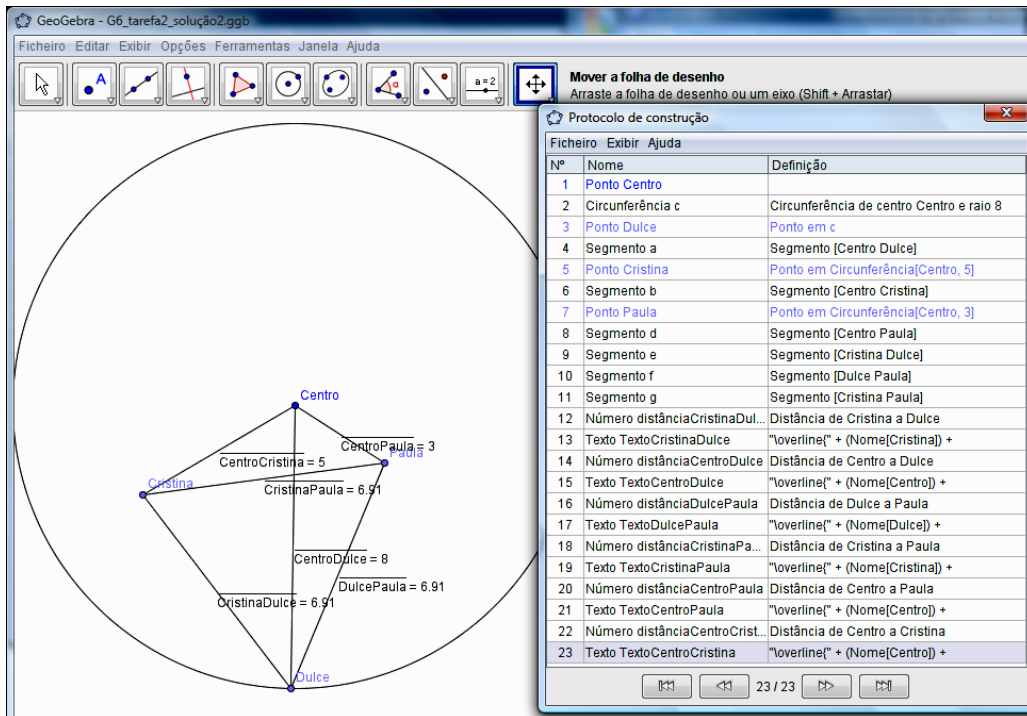 GeoGebra - G6_tarefa2_solução2.ggb
Ficheiro Editar Exibir Opções Ferramentas Janela Ajuda
A
α
a = 2
Mover a folha de desenho
Arraste a folha de desenho ou um eixo (Shift + Arrastar)
Centro
CentroPaula = 3
Paula
CentroCristina = 5
Cristina
CristinaPaula = 6.91
CentroDulce = 8
DulcePaula = 6.91
CristinaDulce = 6.91
Dulce
Protocolo de construção
Ficheiro Exibir Ajuda
Nº Nome Definição
1 Ponto Centro
2 Circunferência c Circunferência de centro Centro e raio 8
3 Ponto Dulce Ponto em c
4 Segmento a Segmento [Centro Dulce]
5 Ponto Cristina Ponto em Circunferência[Centro, 5]
6 Segmento b Segmento [Centro Cristina]
7 Ponto Paula Ponto em Circunferência[Centro, 3]
8 Segmento d Segmento [Centro Paula]
9 Segmento e Segmento [Cristina Dulce]
10 Segmento f Segmento [Dulce Paula]
11 Segmento g Segmento [Cristina Paula]
12 Número distânciaCristinaDul... Distância de Cristina a Dulce
13 Texto TextoCristinaDulce "\overline{" + (Nome[Cristina]) +
14 Número distânciaCentroDulce Distância de Centro a Dulce
15 Texto TextoCentroDulce "\overline{" + (Nome[Centro]) +
16 Número distânciaDulcePaula Distância de Dulce a Paula
17 Texto TextoDulcePaula "\overline{" + (Nome[Dulce]) +
18 Número distânciaCristinaPa... Distância de Cristina a Paula
19 Texto TextoCristinaPaula "\overline{" + (Nome[Cristina]) +
20 Número distânciaCentroPaula Distância de Centro a Paula
21 Texto TextoCentroPaula "\overline{" + (Nome[Centro]) +
22 Número distânciaCentroCrist... Distância de Centro a Cristina
23 Texto TextoCentroCristina "\overline{" + (Nome[Centro]) +
23 / 23